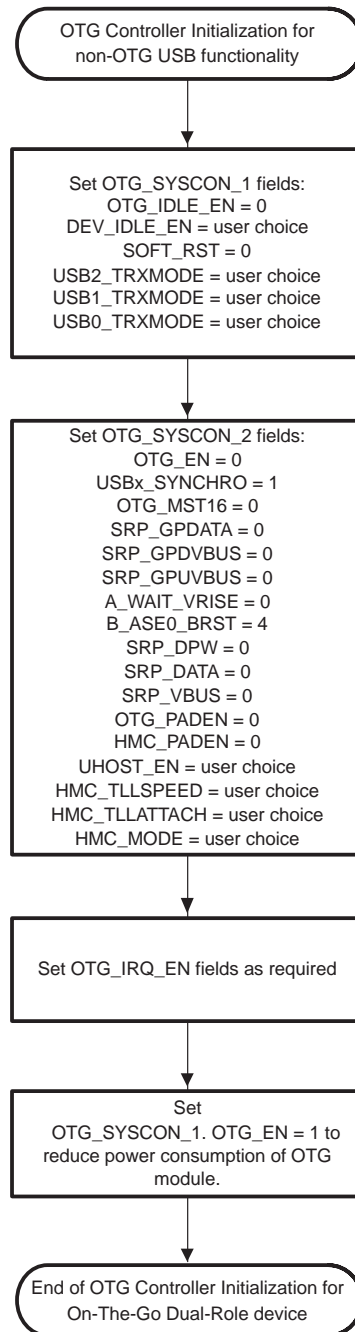 OTG Controller Initialization for
non-OTG USB functionality
Set OTG_SYSCON_1 fields:
OTG_IDLE_EN = 0
DEV_IDLE_EN = user choice
SOFT_RST = 0
USB2_TRXMODE = user choice
USB1_TRXMODE = user choice
USB0_TRXMODE = user choice
Set OTG_SYSCON_2 fields:
OTG_EN = 0
USBx_SYNCHRO = 1
OTG_MST16 = 0
SRP_GPDATA = 0
SRP_GPDVBUS = 0
SRP_GPUVBUS = 0
A_WAIT_VRISE = 0
B_ASE0_BRST = 4
SRP_DPW = 0
SRP_DATA = 0
SRP_VBUS = 0
OTG_PADEN = 0
HMC_PADEN = 0
UHOST_EN = user choice
HMC_TLLSPEED = user choice
HMC_TLLATTACH = user choice
HMC_MODE = user choice
Set OTG_IRQ_EN fields as required
Set
OTG_SYSCON_1. OTG_EN = 1 to
reduce power consumption of OTG
module.
End of OTG Controller Initialization for
On-The-Go Dual-Role device